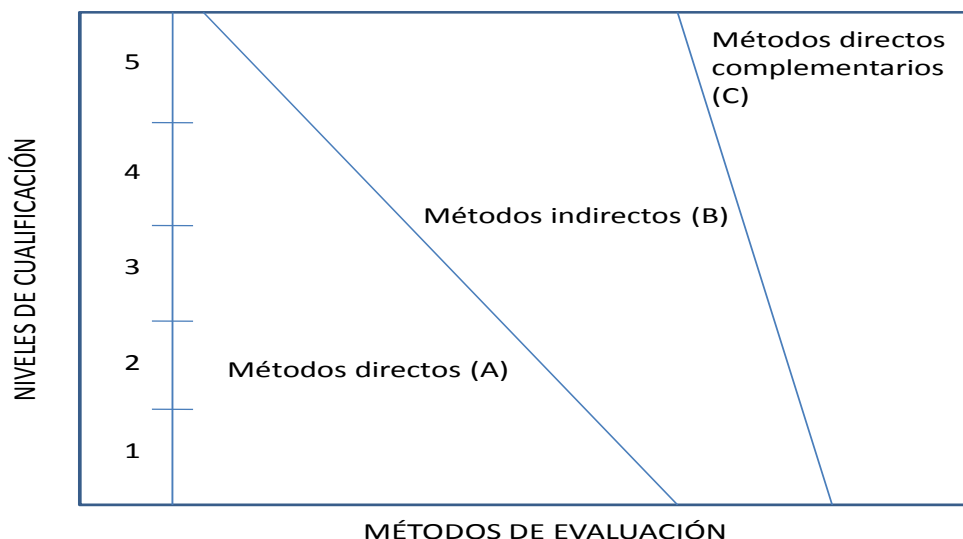 NIVELES DE CUALIFICACIÓN
5
4
3
2
1
Métodos directos
complementarios
(C)
Métodos indirectos (B)
Métodos directos (A)
MÉTODOS DE EVALUACIÓN